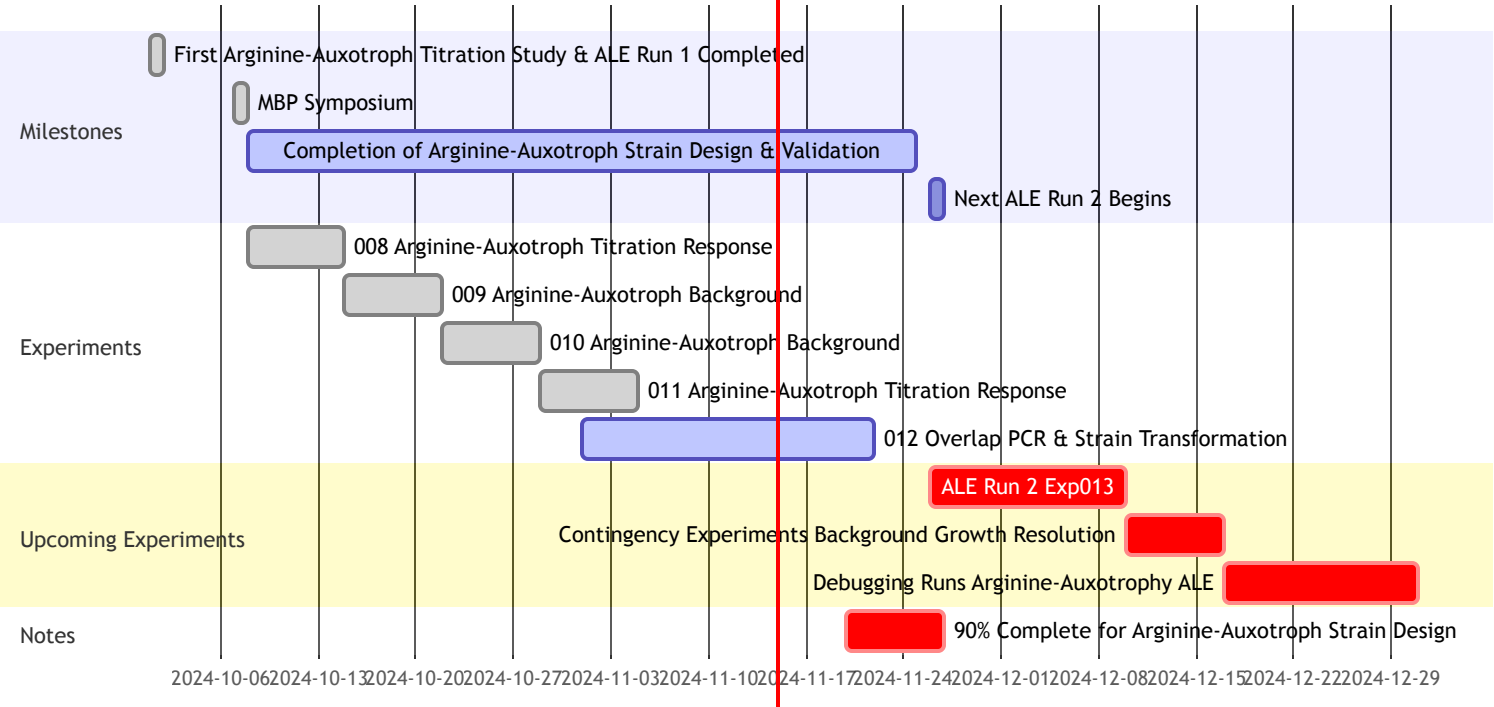 First Arginine-Auxotroph Titration Study & ALE Run 1 Completed
MBP Symposium
Milestones
Completion of Arginine-Auxotroph Strain Design & Validation
Next ALE Run 2 Begins
008 Arginine-Auxotroph Titration Response
009 Arginine-Auxotroph Background
Experiments
010 Arginine-Auxotroph Background
011 Arginine-Auxotroph Titration Response
012 Overlap PCR & Strain Transformation
ALE Run 2 Exp013
Upcoming Experiments
Contingency Experiments Background Growth Resolution
Debugging Runs Arginine-Auxotrophy ALE
Notes
90% Complete for Arginine-Auxotroph Strain Design
2024-10-06 2024-10-13 2024-10-20 2024-10-27 2024-11-03 2024-11-10 2024-11-17 2024-11-24 2024-12-01 2024-12-08 2024-12-15 2024-12-22 2024-12-29